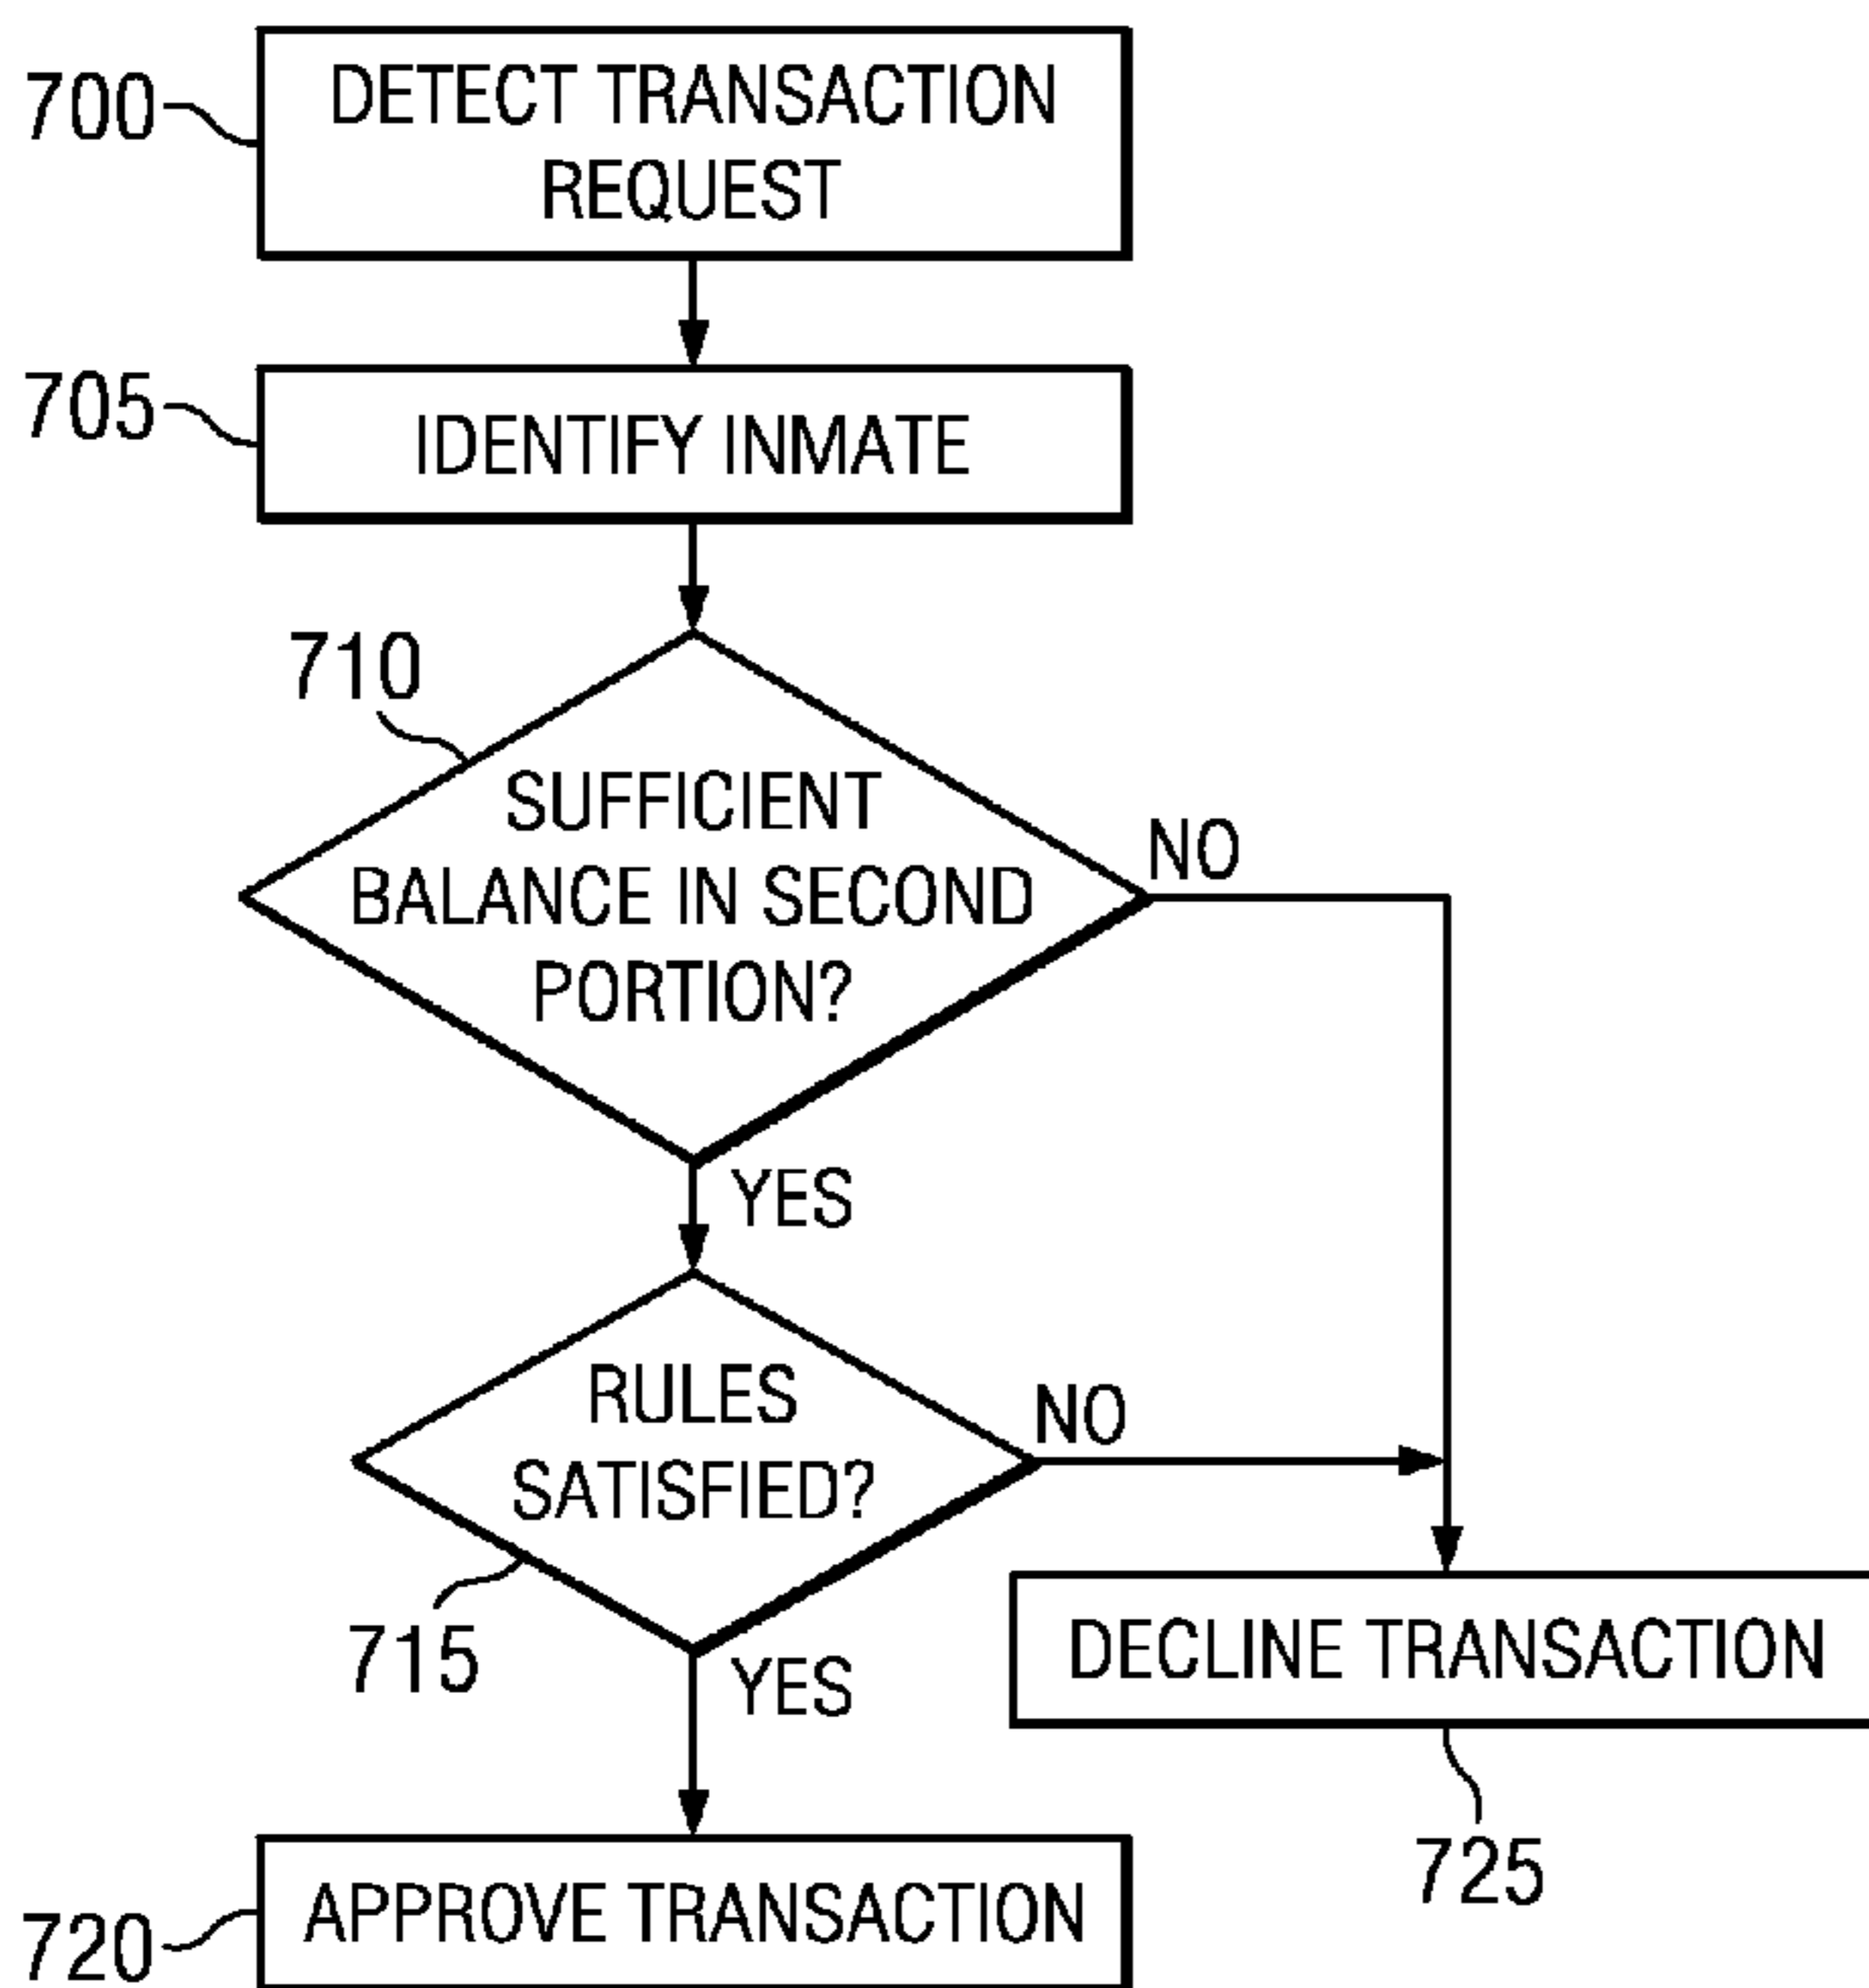 700
DETECT TRANSACTION
REQUEST
705
IDENTIFY INMATE
710
SUFFICIENT
BALANCE IN SECOND
PORTION?
NO
YES
RULES
SATISFIED?
NO
715
YES
DECLINE TRANSACTION
725
720
APPROVE TRANSACTION